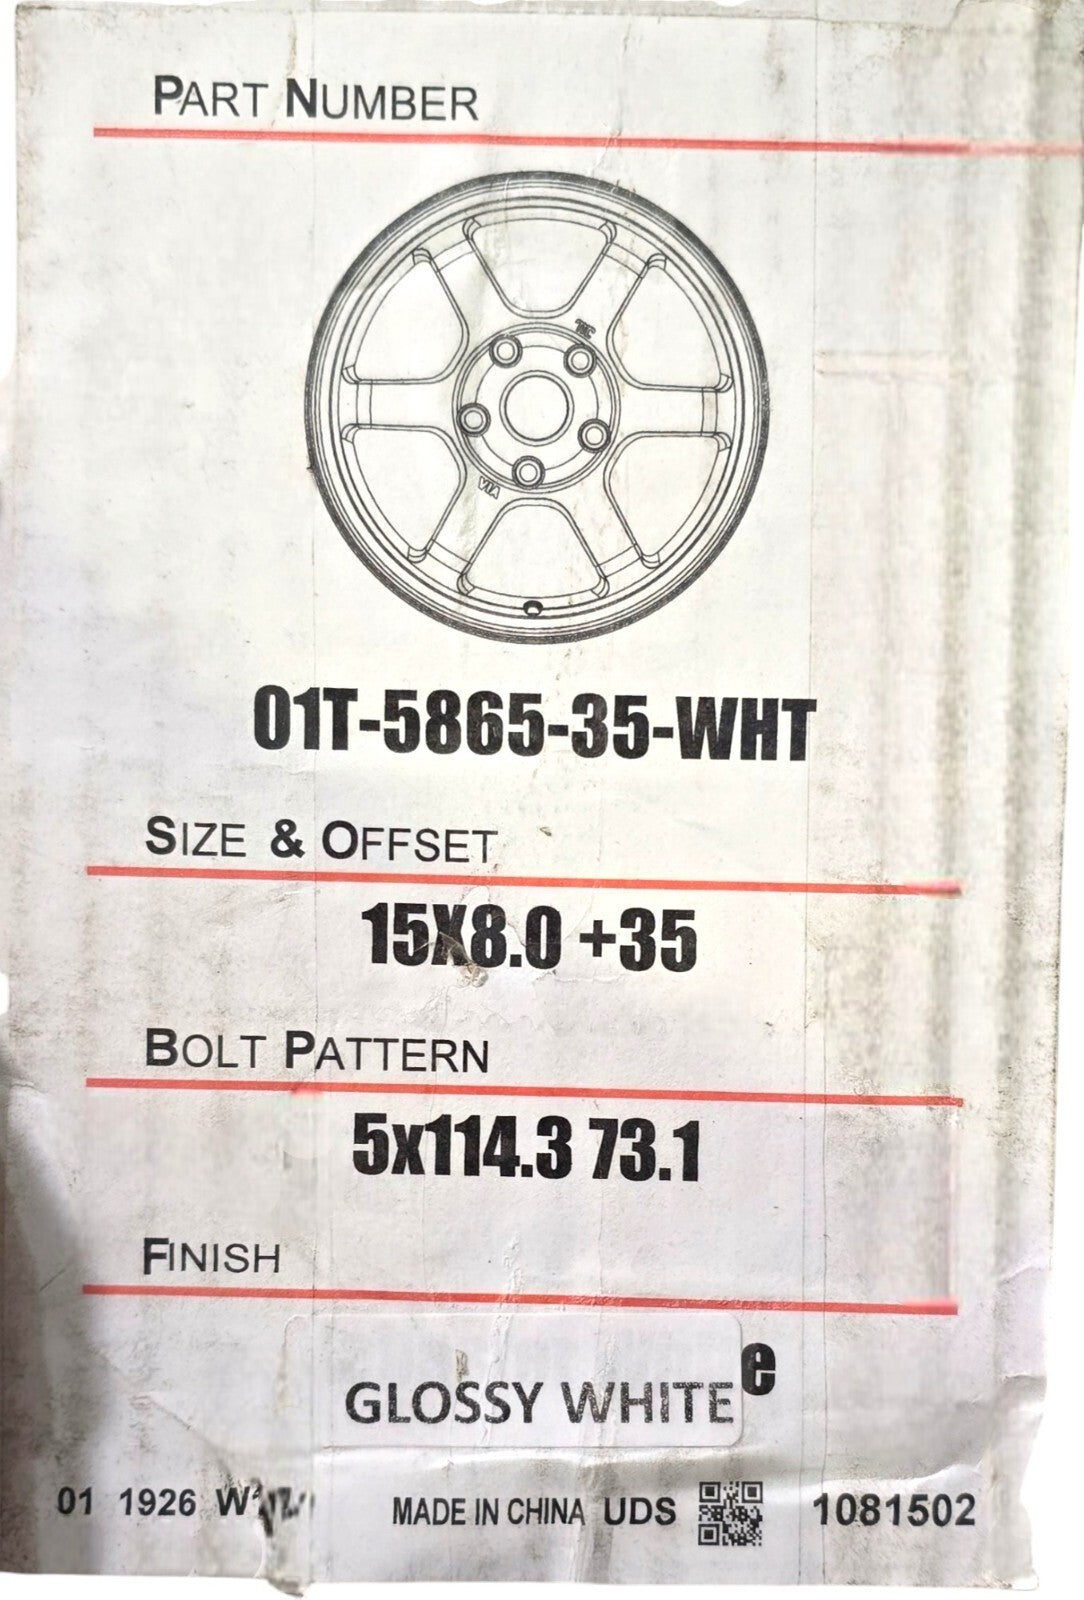 PART NUMBER
VIA
01T-5865-35-WHT
SIZE & OFFSET
15X8.0 +35
BOLT PATTERN
5x114.3 73.1
FINISH
GLOSSY WHITE e
01 1926 MADE IN CHINA UDS 1081502